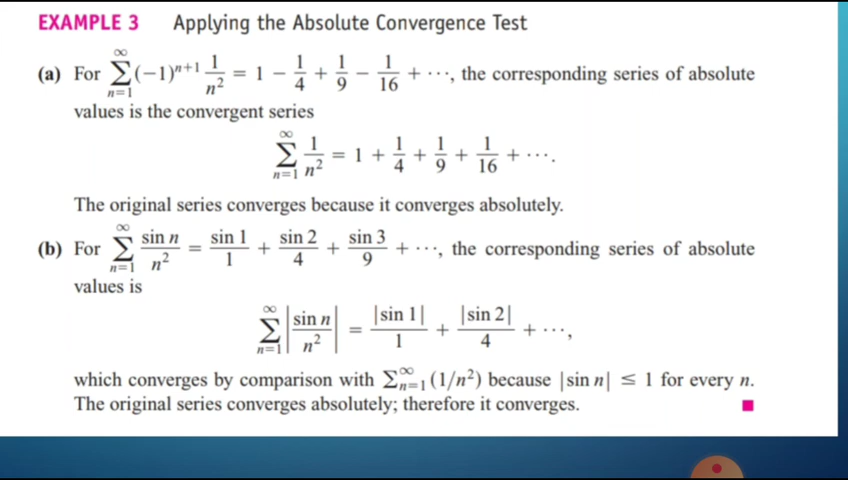 EXAMPLE 3 Applying the Absolute Convergence Test
(a) For ∑_{n=1}^{∞} (−1)^{n+1} 1/n² = 1 − 1/4 + 1/9 − 1/16 + ⋯, the corresponding series of absolute
values is the convergent series
∑_{n=1}^{∞} 1/n² = 1 + 1/4 + 1/9 + 1/16 + ⋯.
The original series converges because it converges absolutely.
(b) For ∑_{n=1}^{∞} sin n/n² = sin 1/1 + sin 2/4 + sin 3/9 + ⋯, the corresponding series of absolute
values is
∑_{n=1}^{∞} |sin n/n²| = |sin 1|/1 + |sin 2|/4 + ⋯,
which converges by comparison with ∑_{n=1}^{∞} (1/n²) because |sin n| ≤ 1 for every n.
The original series converges absolutely; therefore it converges.